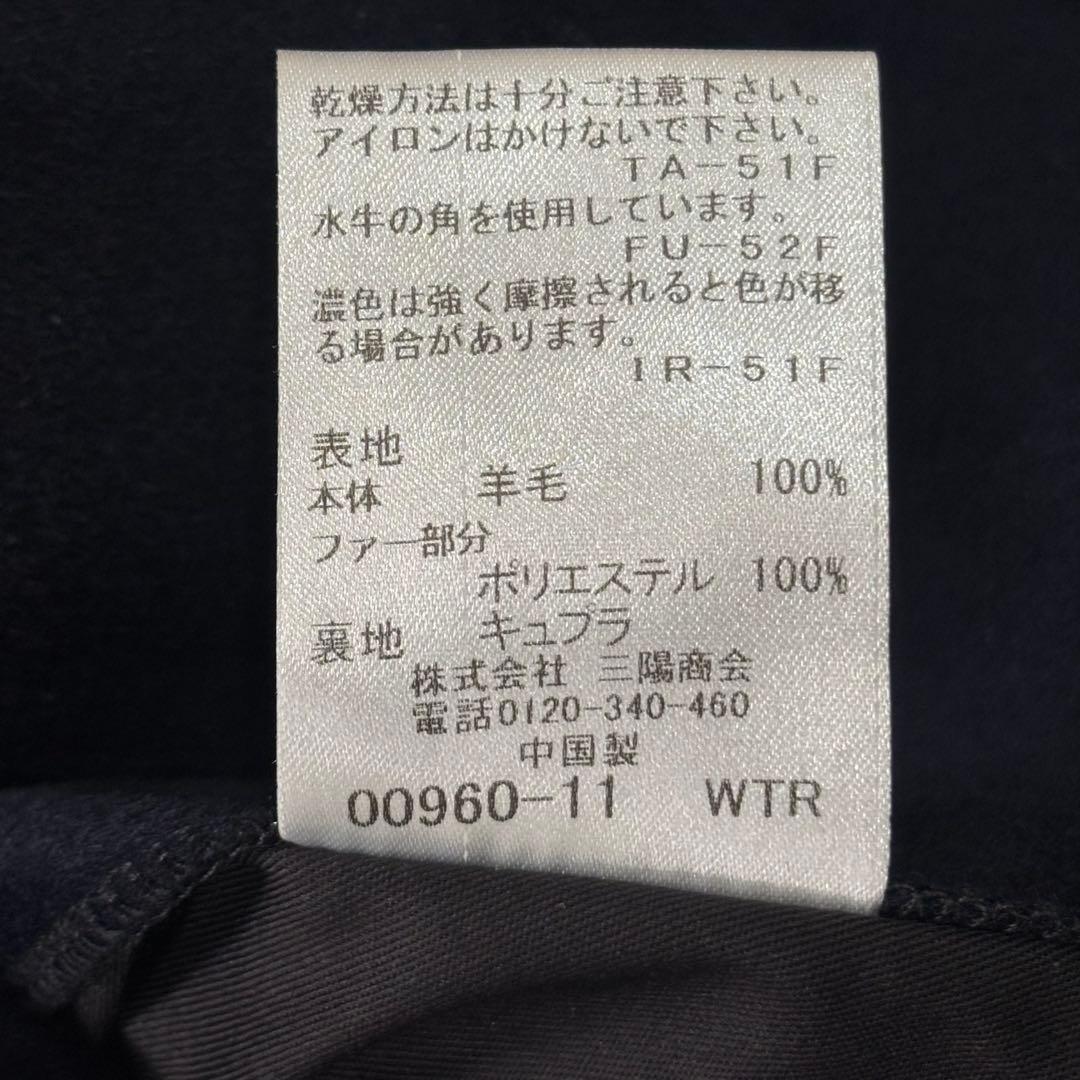 乾燥方法は十分ご注意下さい。
アイロンはかけないで下さい。
TA-51F
水牛の角を使用しています。
FU-52F
濃色は強く摩擦されると色が移
る場合があります。
IR-51F
表地
本体 羊毛 100%
ファー部分
ポリエステル 100%
裏地 キュプラ
株式会社 三陽商会
電話0120-340-460
中国製
00960-11 WTR